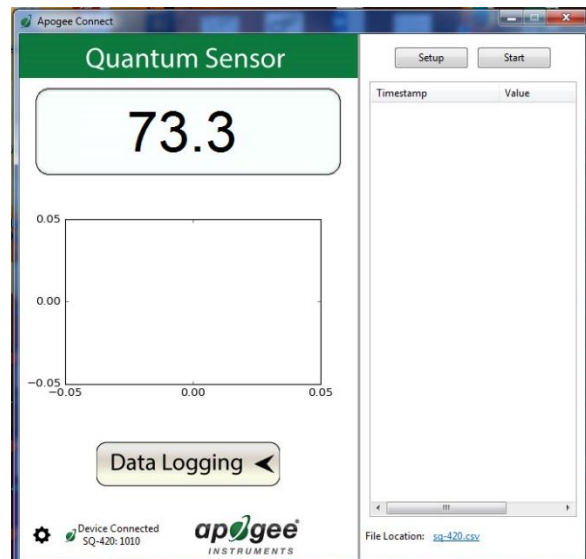 Apogee Connect
Quantum Sensor
73.3
0.05
0.00
−0.05
−0.05 0.00 0.05
Data Logging
Device Connected
SQ-420: 1010
apogee
INSTRUMENTS
Setup Start
Timestamp Value
File Location: sq-420.csv